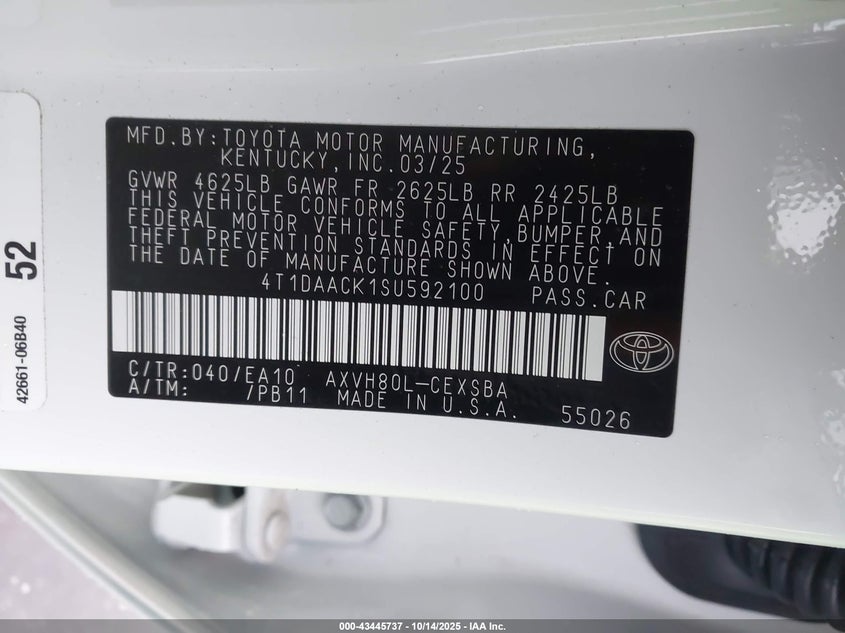 MFD.BY:TOYOTA MOTOR MANUFACTURING,
KENTUCKY,INC.03/25
GVWR 4625LB GAWR FR 2625LB RR 2425LB
THIS VEHICLE CONFORMS TO ALL APPLICABLE
FEDERAL MOTOR VEHICLE SAFETY,BUMPER,AND
THEFT PREVENTION STANDARDS IN EFFECT ON
THE DATE OF MANUFACTURE SHOWN ABOVE.
4T1DAACK1SU592100 PASS.CAR
C/TR:040/EA10 AXVH80L-CEXSBA
A/TM: /PB11 MADE IN U.S.A. 55026
52
42661-06B40
000-43445737 - 10/14/2025 - IAA Inc.